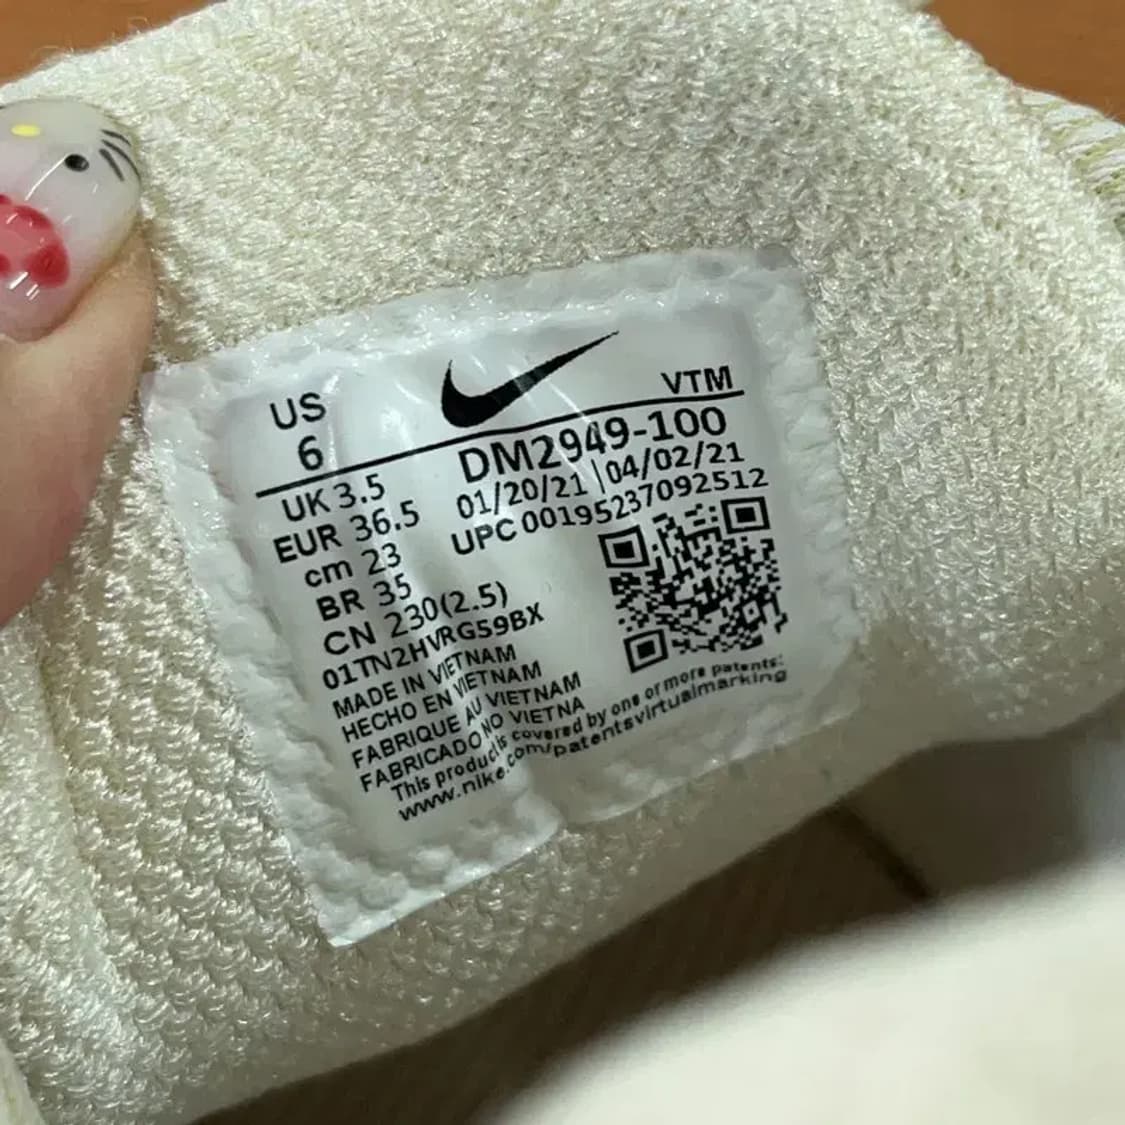 VTM
US
6
DM2949-100
01/20/21 | 04/02/21
UPC 00195237092512
UK 3.5
EUR 36.5
cm 23
BR 35
CN 230(2.5)
01TN2HVRG59BX
MADE IN VIETNAM
HECHO EN VIETNAM
FABRIQUE AU VIETNAM
FABRICADO NO VIETNA
This product is covered by one or more patents:
www.nike.com/patentsvirtualmarking